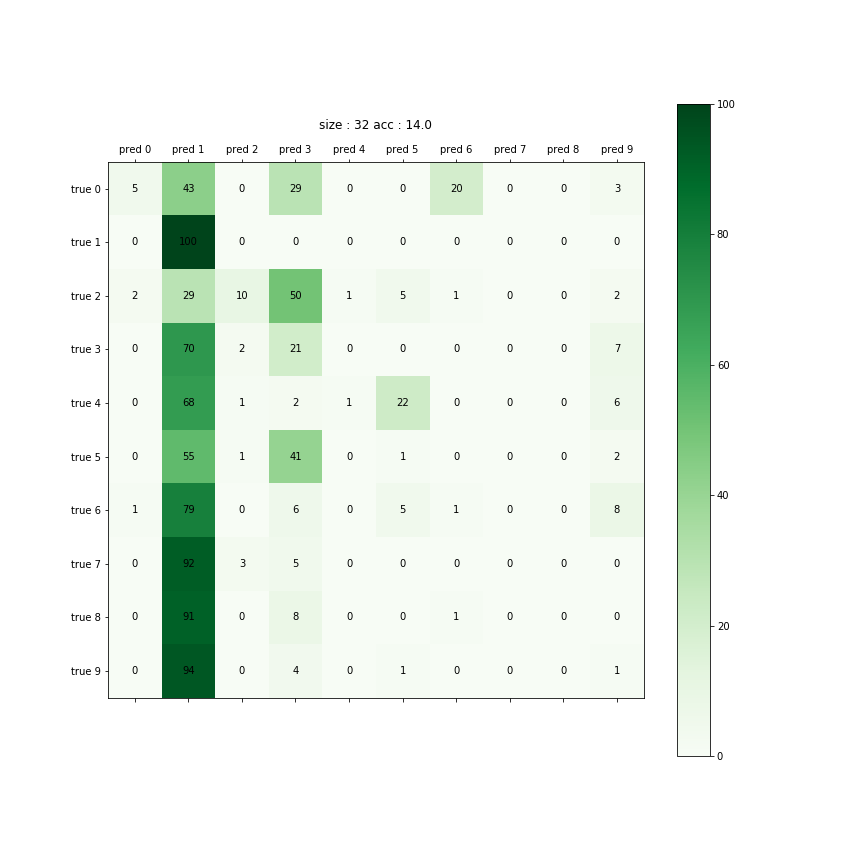 size : 32 acc : 14.0
pred 0 pred 1 pred 2 pred 3 pred 4 pred 5 pred 6 pred 7 pred 8 pred 9
true 0 5 43 0 29 0 0 20 0 0 3
true 1 0 100 0 0 0 0 0 0 0 0
true 2 2 29 10 50 1 5 1 0 0 2
true 3 0 70 2 21 0 0 0 0 0 7
true 4 0 68 1 2 1 22 0 0 0 6
true 5 0 55 1 41 0 1 0 0 0 2
true 6 1 79 0 6 0 5 1 0 0 8
true 7 0 92 3 5 0 0 0 0 0 0
true 8 0 91 0 8 0 0 1 0 0 0
true 9 0 94 0 4 0 1 0 0 0 1
100
80
60
40
20
0